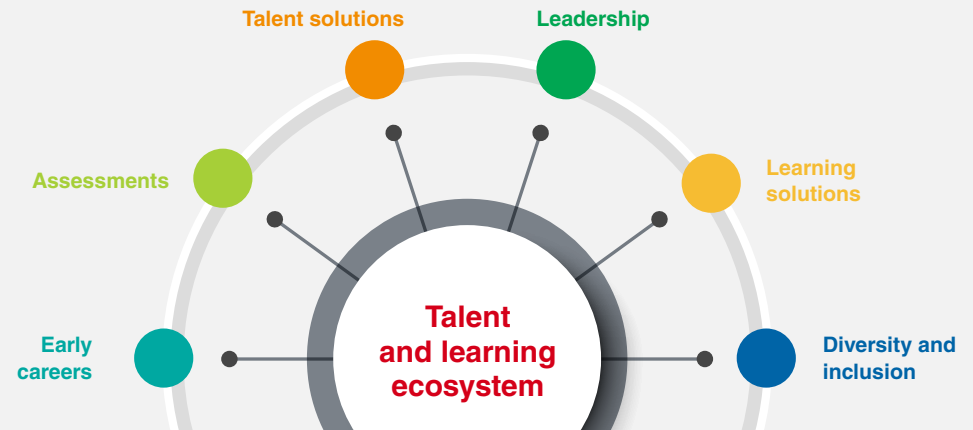 Talent solutions
Leadership
Assessments
Learning
solutions
Early
careers
Talent
and learning
ecosystem
Diversity and
inclusion